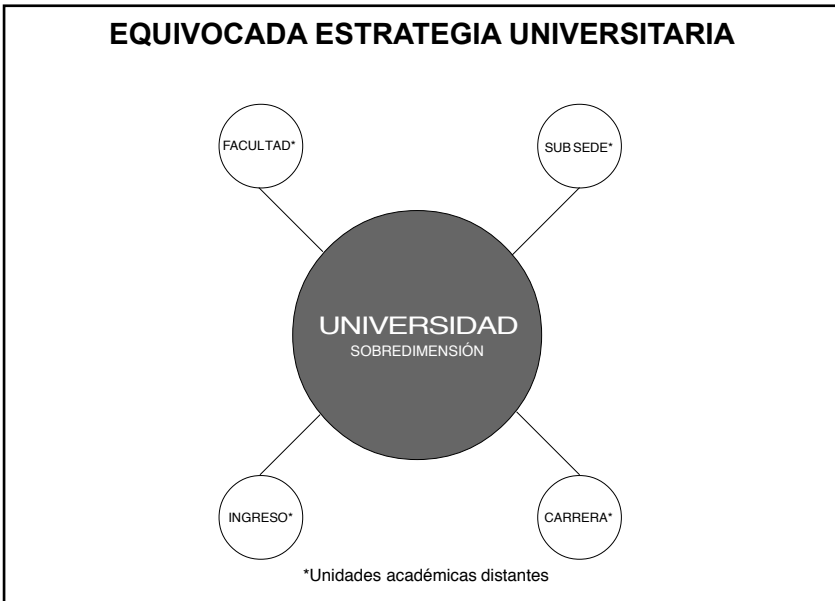 EQUIVOCADA ESTRATEGIA UNIVERSITARIA
FACULTAD*
SUB SEDE*
UNIVERSIDAD
SOBREDIMENSIÓN
INGRESO*
CARRERA*
*Unidades académicas distantes